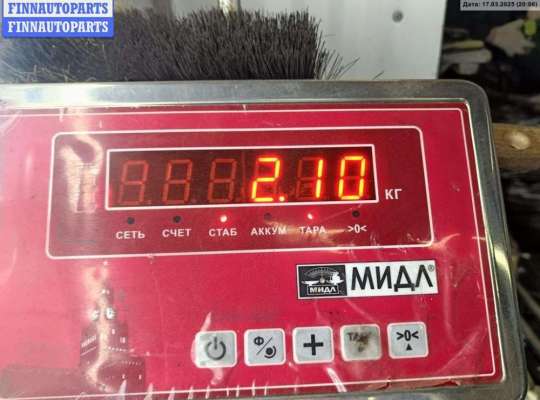 FINNAUTOPARTS
FINNAUTOPARTS
Дата: 17.03.2025 (20:06)
2.10 КГ
СЕТЬ СЧЕТ СТАБ АККУМ ТАРА >0<
МИДЛ МИДЛ®
Ф + >0<